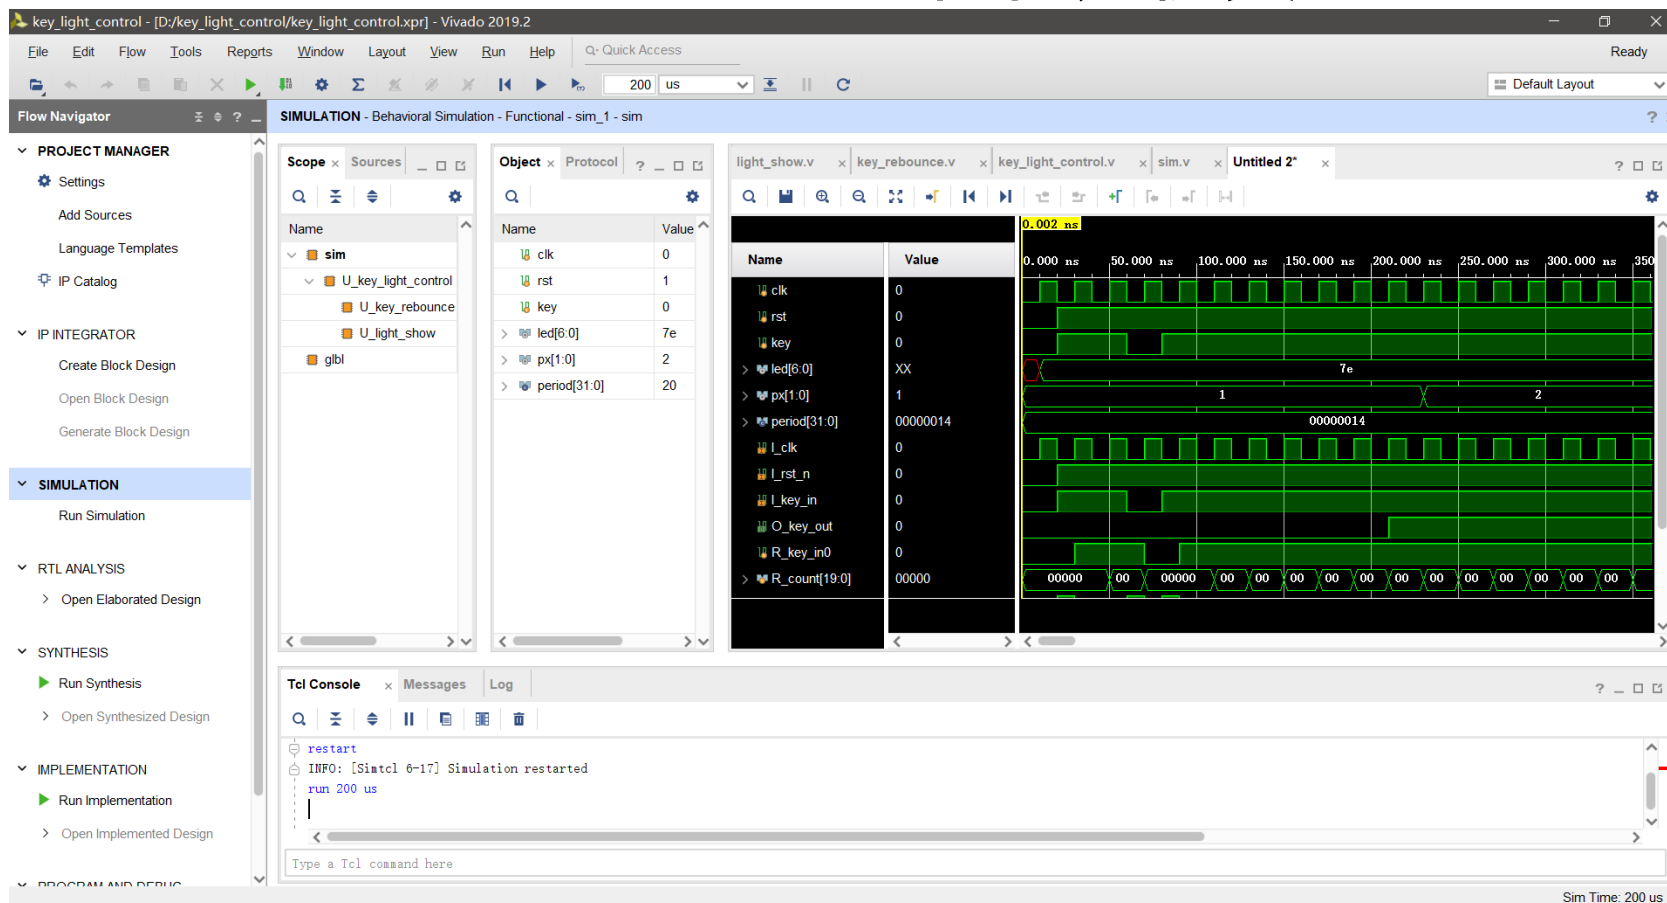 key_light_control - [D:/key_light_control/key_light_control.xpr] - Vivado 2019.2
File Edit Flow Tools Reports Window Layout View Run Help Quick Access Ready
200 us Default Layout
Flow Navigator
SIMULATION - Behavioral Simulation - Functional - sim_1 - sim
PROJECT MANAGER
Settings
Add Sources
Language Templates
IP Catalog
IP INTEGRATOR
Create Block Design
Open Block Design
Generate Block Design
SIMULATION
Run Simulation
RTL ANALYSIS
Open Elaborated Design
SYNTHESIS
Run Synthesis
Open Synthesized Design
IMPLEMENTATION
Run Implementation
Open Implemented Design
PROGRAM AND DEBUG
Scope Sources
Name
sim
U_key_light_control
U_key_rebounce
U_light_show
glbl
Object Protocol
Name Value
clk 0
rst 1
key 0
led[6:0] 7e
px[1:0] 2
period[31:0] 20
light_show.v key_rebounce.v key_light_control.v sim.v Untitled 2*
0.002 ns
Name Value 0.000 ns 50.000 ns 100.000 ns 150.000 ns 200.000 ns 250.000 ns 300.000 ns 350
clk 0
rst 0
key 0
led[6:0] XX 7e
px[1:0] 1 1 2
period[31:0] 00000014 00000014
I_clk 0
I_rst_n 0
I_key_in 0
O_key_out 0
R_key_in0 0
R_count[19:0] 00000 00000 00 00000 00 00 00 00 00 00 00 00 00 00 00 00
Tcl Console Messages Log
restart
INFO: [Simtcl 6-17] Simulation restarted
run 200 us
Type a Tcl command here
Sim Time: 200 us